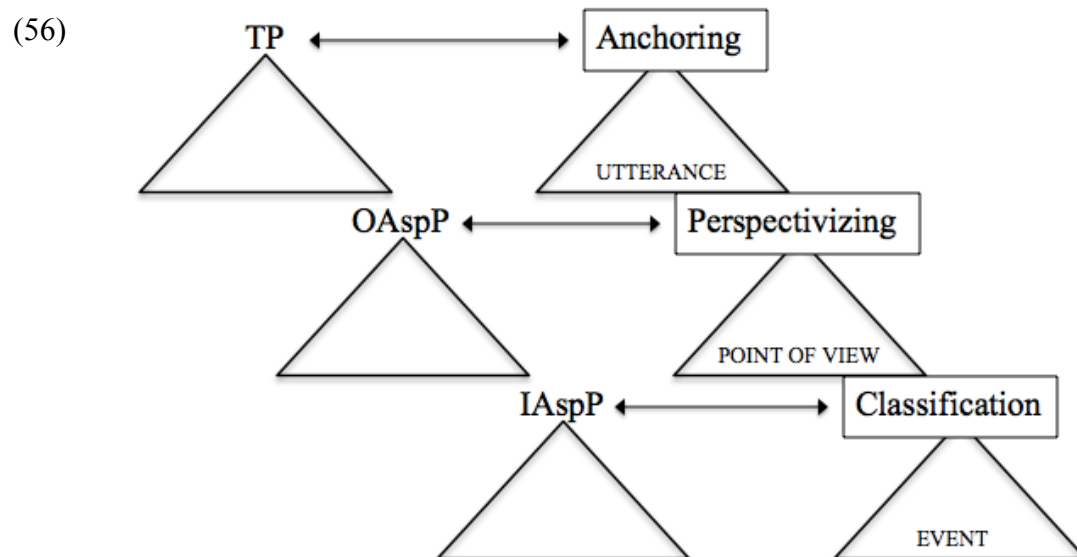 (56)
TP Anchoring
UTTERANCE
OAspP Perspectivizing
POINT OF VIEW
IAspP Classification
EVENT